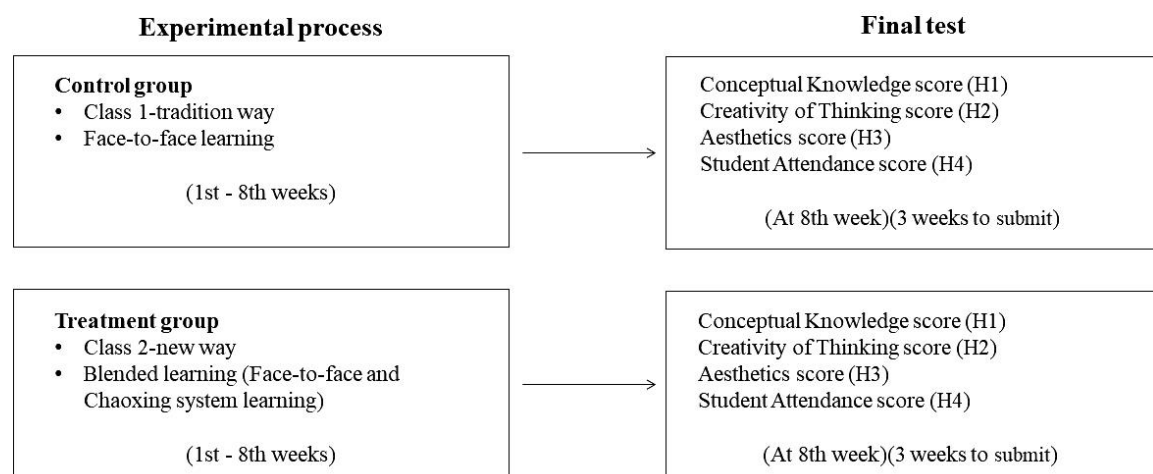 Experimental process
Final test
Control group
• Class 1-tradition way
• Face-to-face learning
(1st - 8th weeks)
Conceptual Knowledge score (H1)
Creativity of Thinking score (H2)
Aesthetics score (H3)
Student Attendance score (H4)
(At 8th week)(3 weeks to submit)
Treatment group
• Class 2-new way
• Blended learning (Face-to-face and
Chaoxing system learning)
(1st - 8th weeks)
Conceptual Knowledge score (H1)
Creativity of Thinking score (H2)
Aesthetics score (H3)
Student Attendance score (H4)
(At 8th week)(3 weeks to submit)